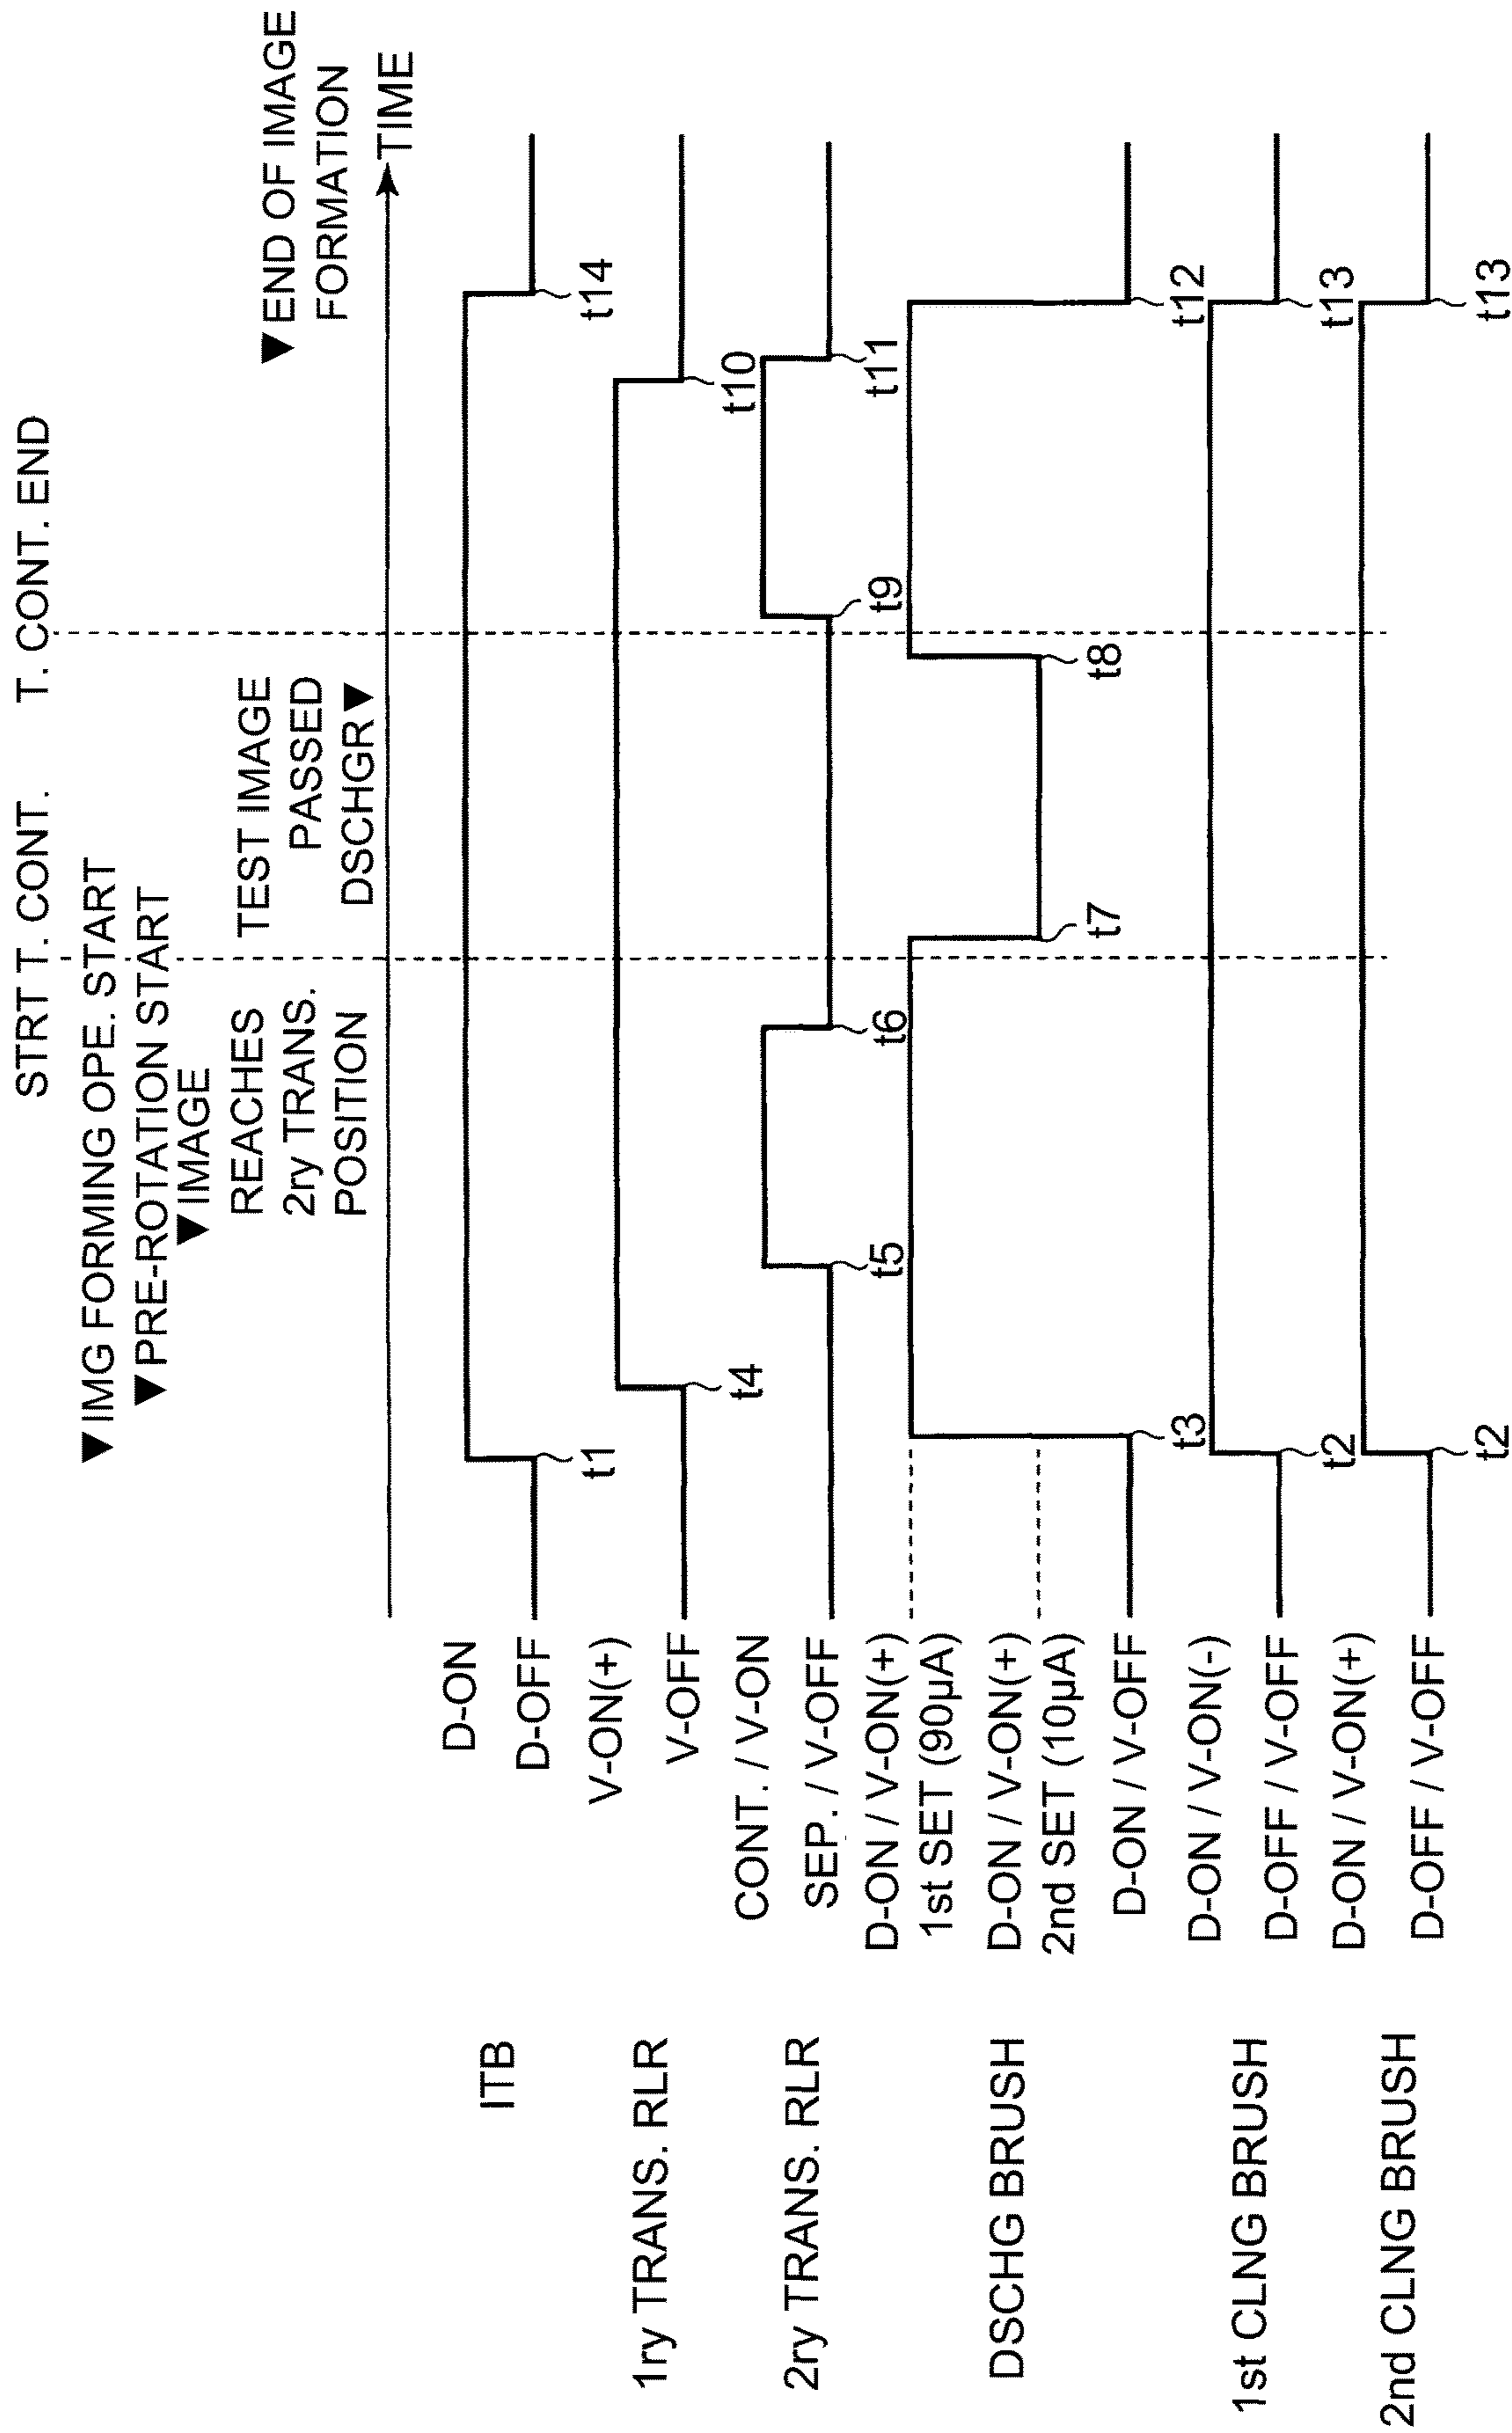 STRT T. CONT.
T. CONT. END
▼IMG FORMING OPE. START
▼PRE-ROTATION START
▼IMAGE
REACHES
2ry TRANS.
POSITION
TEST IMAGE
PASSED
DSCHGR▼
▼END OF IMAGE
FORMATION
TIME
ITB
D-ON
D-OFF
t1
t14
1ry TRANS. RLR
V-ON(+)
V-OFF
t4
t10
2ry TRANS. RLR
CONT. / V-ON
SEP. / V-OFF
t5
t6
t9
t11
DSCHG BRUSH
D-ON / V-ON(+)
1st SET (90μA)
D-ON / V-ON(+)
2nd SET (10μA)
D-ON / V-OFF
t3
t7
t8
t12
1st CLNG BRUSH
D-ON / V-ON(-)
D-OFF / V-OFF
t2
t13
2nd CLNG BRUSH
D-ON / V-ON(+)
D-OFF / V-OFF
t2
t13